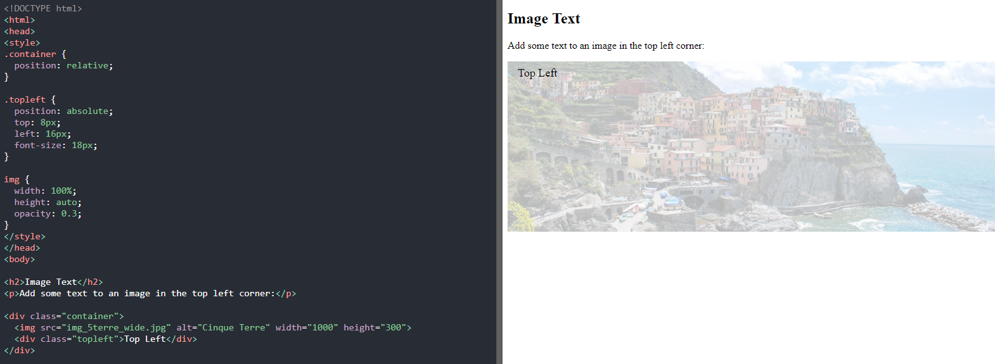 <!DOCTYPE html>
<html>
<head>
<style>
.container {
  position: relative;
}

.topleft {
  position: absolute;
  top: 8px;
  left: 16px;
  font-size: 18px;
}

img {
  width: 100%;
  height: auto;
  opacity: 0.3;
}
</style>
</head>
<body>

<h2>Image Text</h2>
<p>Add some text to an image in the top left corner:</p>

<div class="container">
  <img src="img_5terre_wide.jpg" alt="Cinque Terre" width="1000" height="300">
  <div class="topleft">Top Left</div>
</div>
Image Text
Add some text to an image in the top left corner:
Top Left